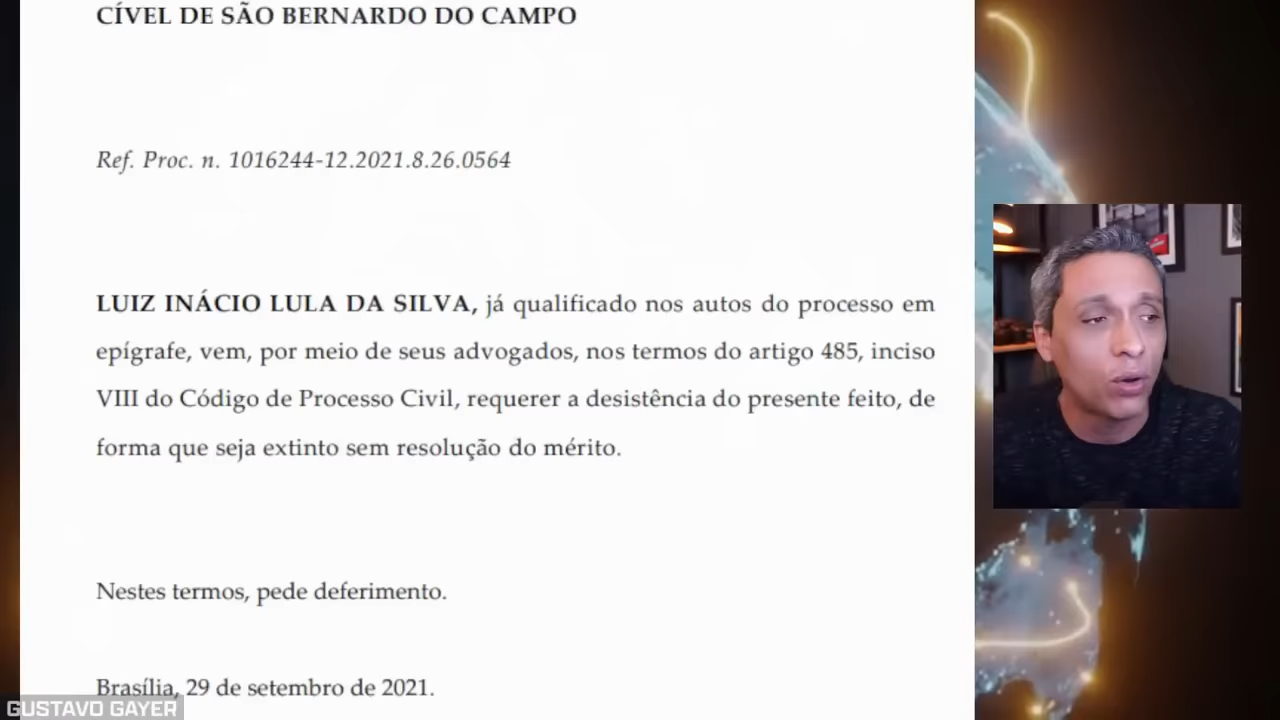 CÍVEL DE SÃO BERNARDO DO CAMPO
Ref. Proc. n. 1016244-12.2021.8.26.0564
LUIZ INÁCIO LULA DA SILVA, já qualificado nos autos do processo em
epígrafe, vem, por meio de seus advogados, nos termos do artigo 485, inciso
VIII do Código de Processo Civil, requerer a desistência do presente feito, de
forma que seja extinto sem resolução do mérito.
Nestes termos, pede deferimento.
Brasília, 29 de setembro de 2021.
GUSTAVO GAYER